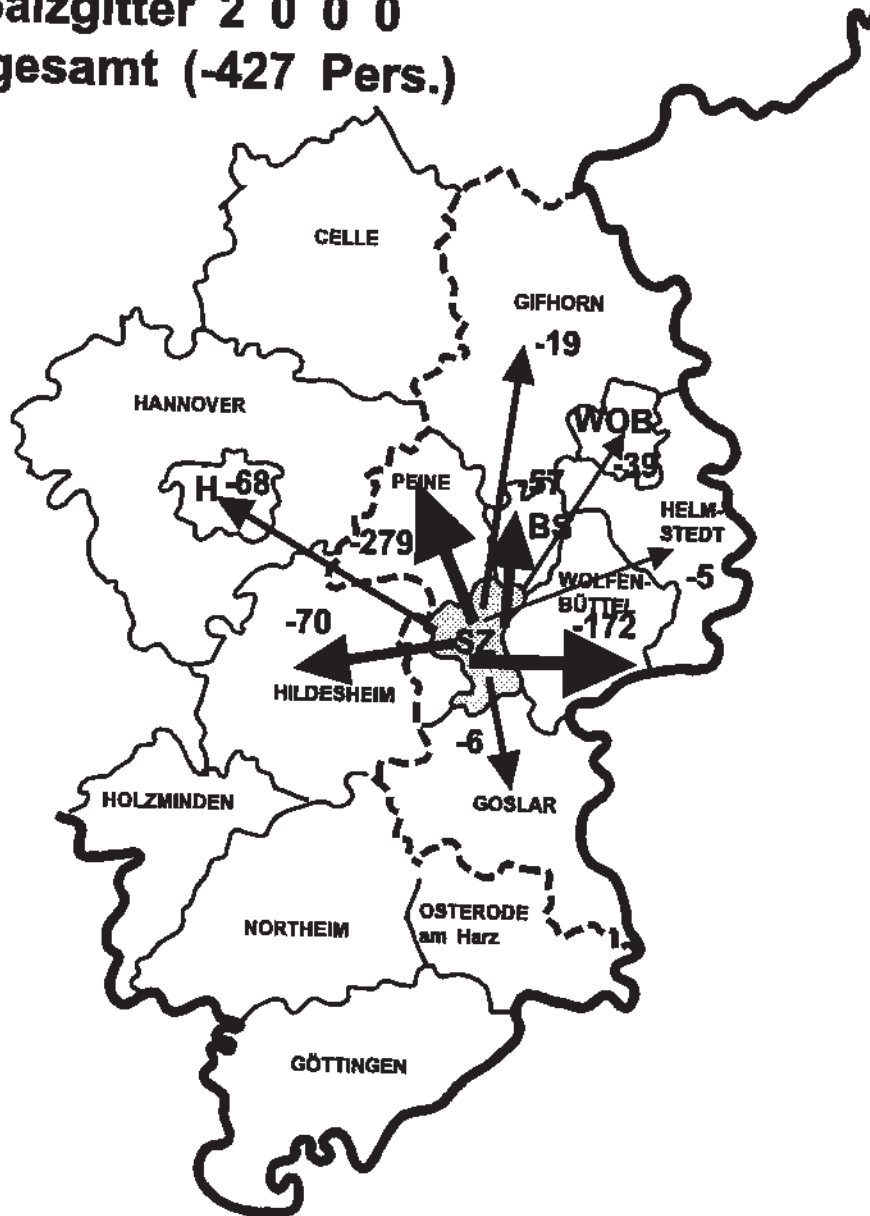 salzgitter 2 0 0 0
gesamt (-427 Pers.)
CELLE
GIFHORN
-19
HANNOVER
WOB
-39
H -68
PEINE
-279
57
BS
HELM-
STEDT
-5
WOLFEN-
BÜTTEL
-172
-70
SZ
HILDESHEIM
-6
HOLZMINDEN
GOSLAR
NORTHEIM
OSTERODE
am Harz
GÖTTINGEN